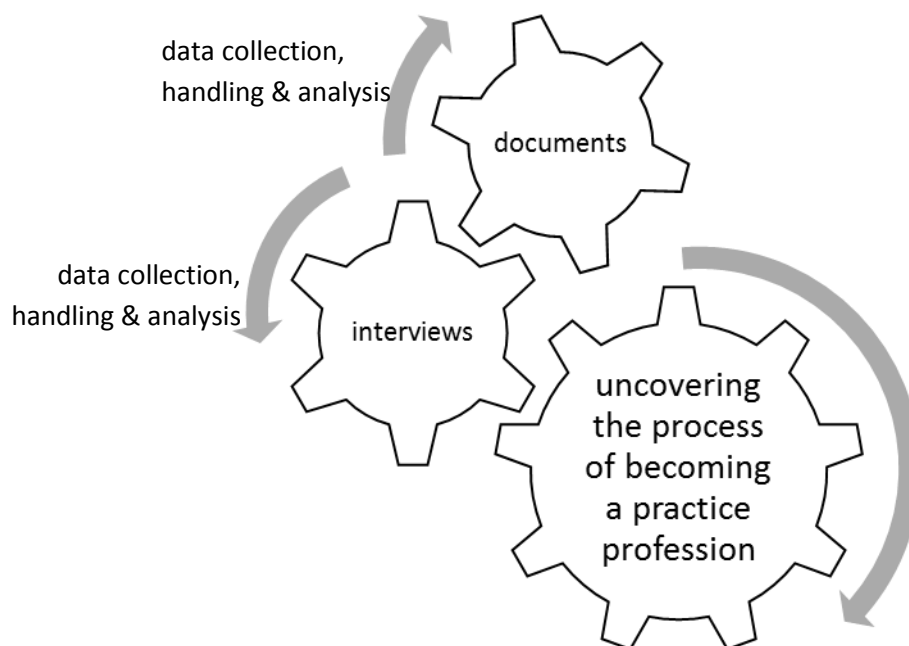 data collection,
handling & analysis
documents
data collection,
handling & analysis
interviews
uncovering
the process
of becoming
a practice
profession